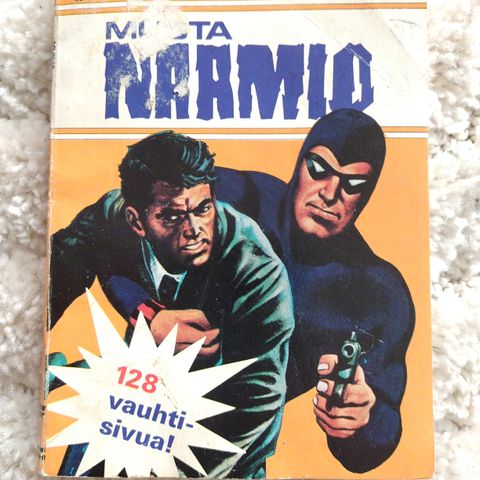 MUSTA
NAAMIO
128
vauhti-
sivua!